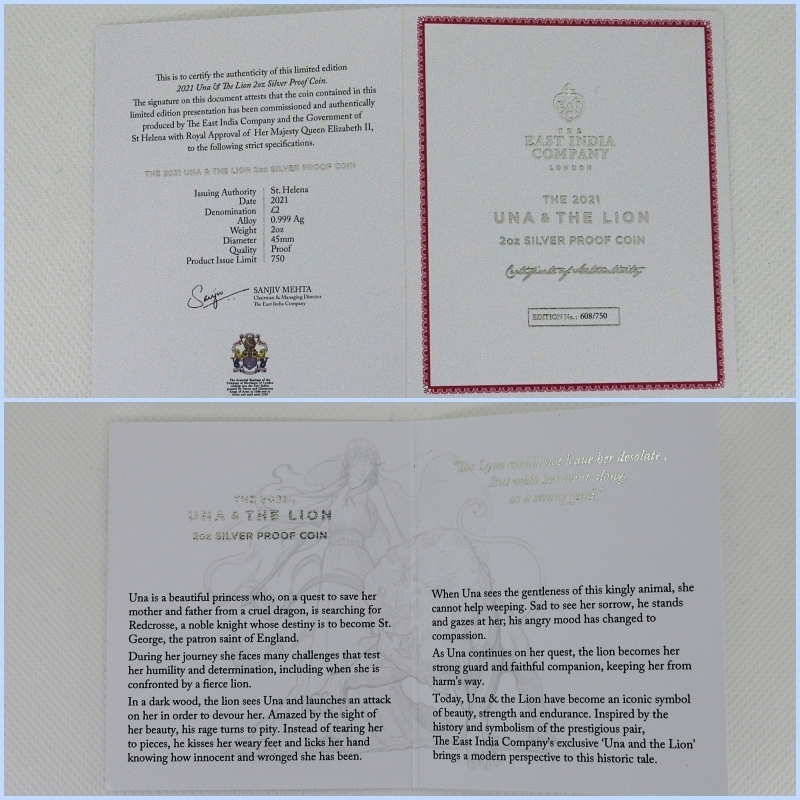 This is to certify the authenticity of this limited edition
2021 Una & The Lion 2oz Silver Proof Coin.
The signature on this document attests that the coin contained in this
limited edition presentation has been commissioned and authentically
produced by The East India Company and the Government of
St Helena with Royal Approval of Her Majesty Queen Elizabeth II,
to the following strict specifications.
THE 2021 UNA & THE LION 2oz SILVER PROOF COIN
Issuing Authority St. Helena
Date 2021
Denomination £2
Alloy 0.999 Ag
Weight 2oz
Diameter 45mm
Quality Proof
Product Issue Limit 750
SANJIV MEHTA
Chairman & Managing Director
The East India Company
THE
EAST INDIA
COMPANY
LONDON
THE 2021
UNA & THE LION
2oz SILVER PROOF COIN
Certificate of Authenticity
EDITION No.: 608/750
THE 2021
UNA & THE LION
2oz SILVER PROOF COIN
Una is a beautiful princess who, on a quest to save her
mother and father from a cruel dragon, is searching for
Redcrosse, a noble knight whose destiny is to become St.
George, the patron saint of England.
During her journey she faces many challenges that test
her humility and determination, including when she is
confronted by a fierce lion.
In a dark wood, the lion sees Una and launches an attack
on her in order to devour her. Amazed by the sight of
her beauty, his rage turns to pity. Instead of tearing her
to pieces, he kisses her weary feet and licks her hand
knowing how innocent and wronged she has been.
"The Lyon would not leaue her desolate,
But with her went along,
as a strong gard."
When Una sees the gentleness of this kingly animal, she
cannot help weeping. Sad to see her sorrow, he stands
and gazes at her; his angry mood has changed to
compassion.
As Una continues on her quest, the lion becomes her
strong guard and faithful companion, keeping her from
harm's way.
Today, Una & the Lion have become an iconic symbol
of beauty, strength and endurance. Inspired by the
history and symbolism of the prestigious pair,
The East India Company's exclusive 'Una and the Lion'
brings a modern perspective to this historic tale.